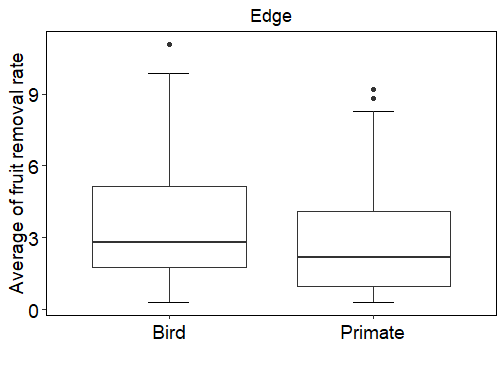 Edge
Average of fruit removal rate
9
6
3
0
Bird
Primate